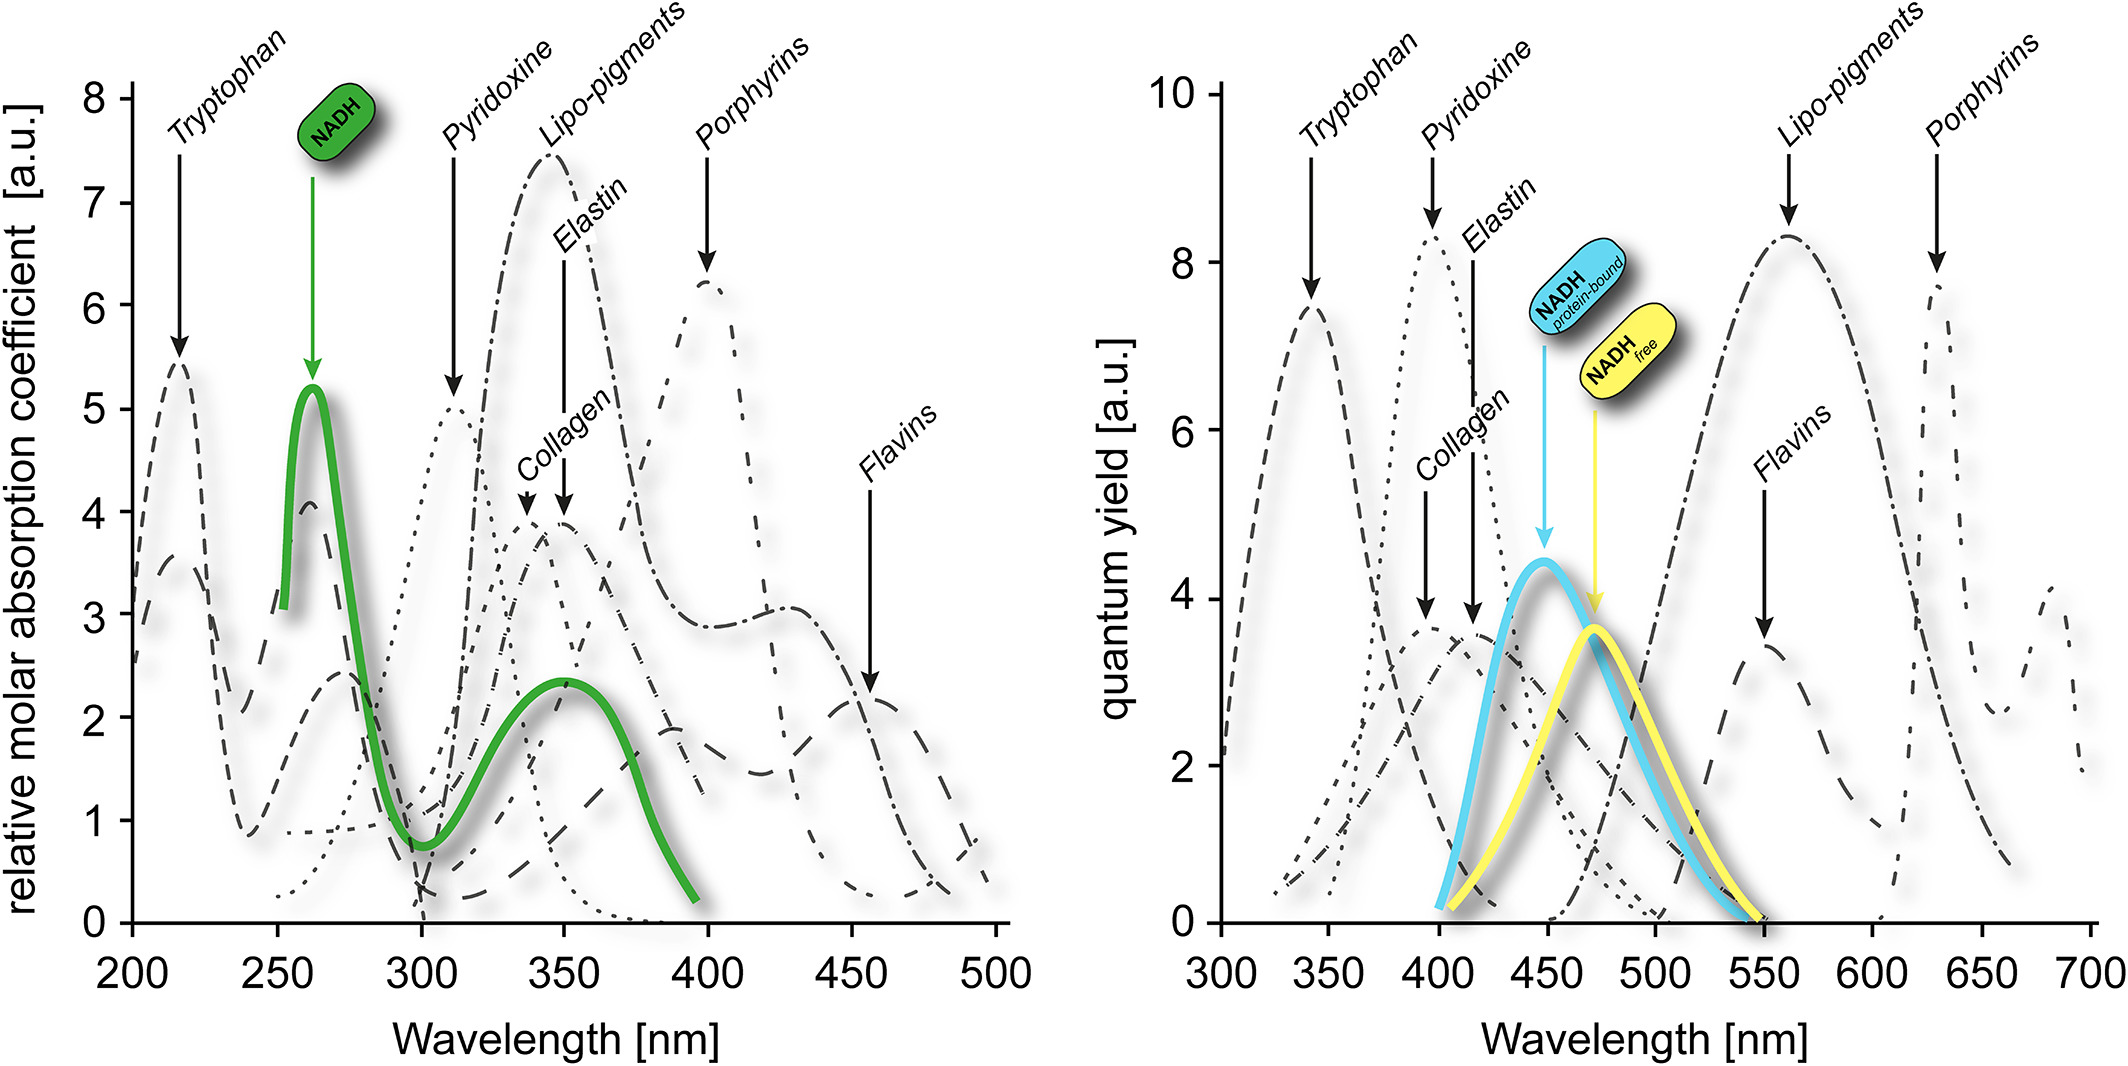 relative molar absorption coefficient [a.u.]
8
7
6
5
4
3
2
1
0
Tryptophan
NADH
Pyridoxine
Lipo-pigments
Elastin
Collagen
Porphyrins
Flavins
200 250 300 350 400 450 500
Wavelength [nm]
quantum yield [a.u.]
10
8
6
4
2
0
Tryptophan
Pyridoxine
Elastin
Collagen
NADH
protein-bound
NADH
free
Lipo-pigments
Flavins
Porphyrins
300 350 400 450 500 550 600 650 700
Wavelength [nm]